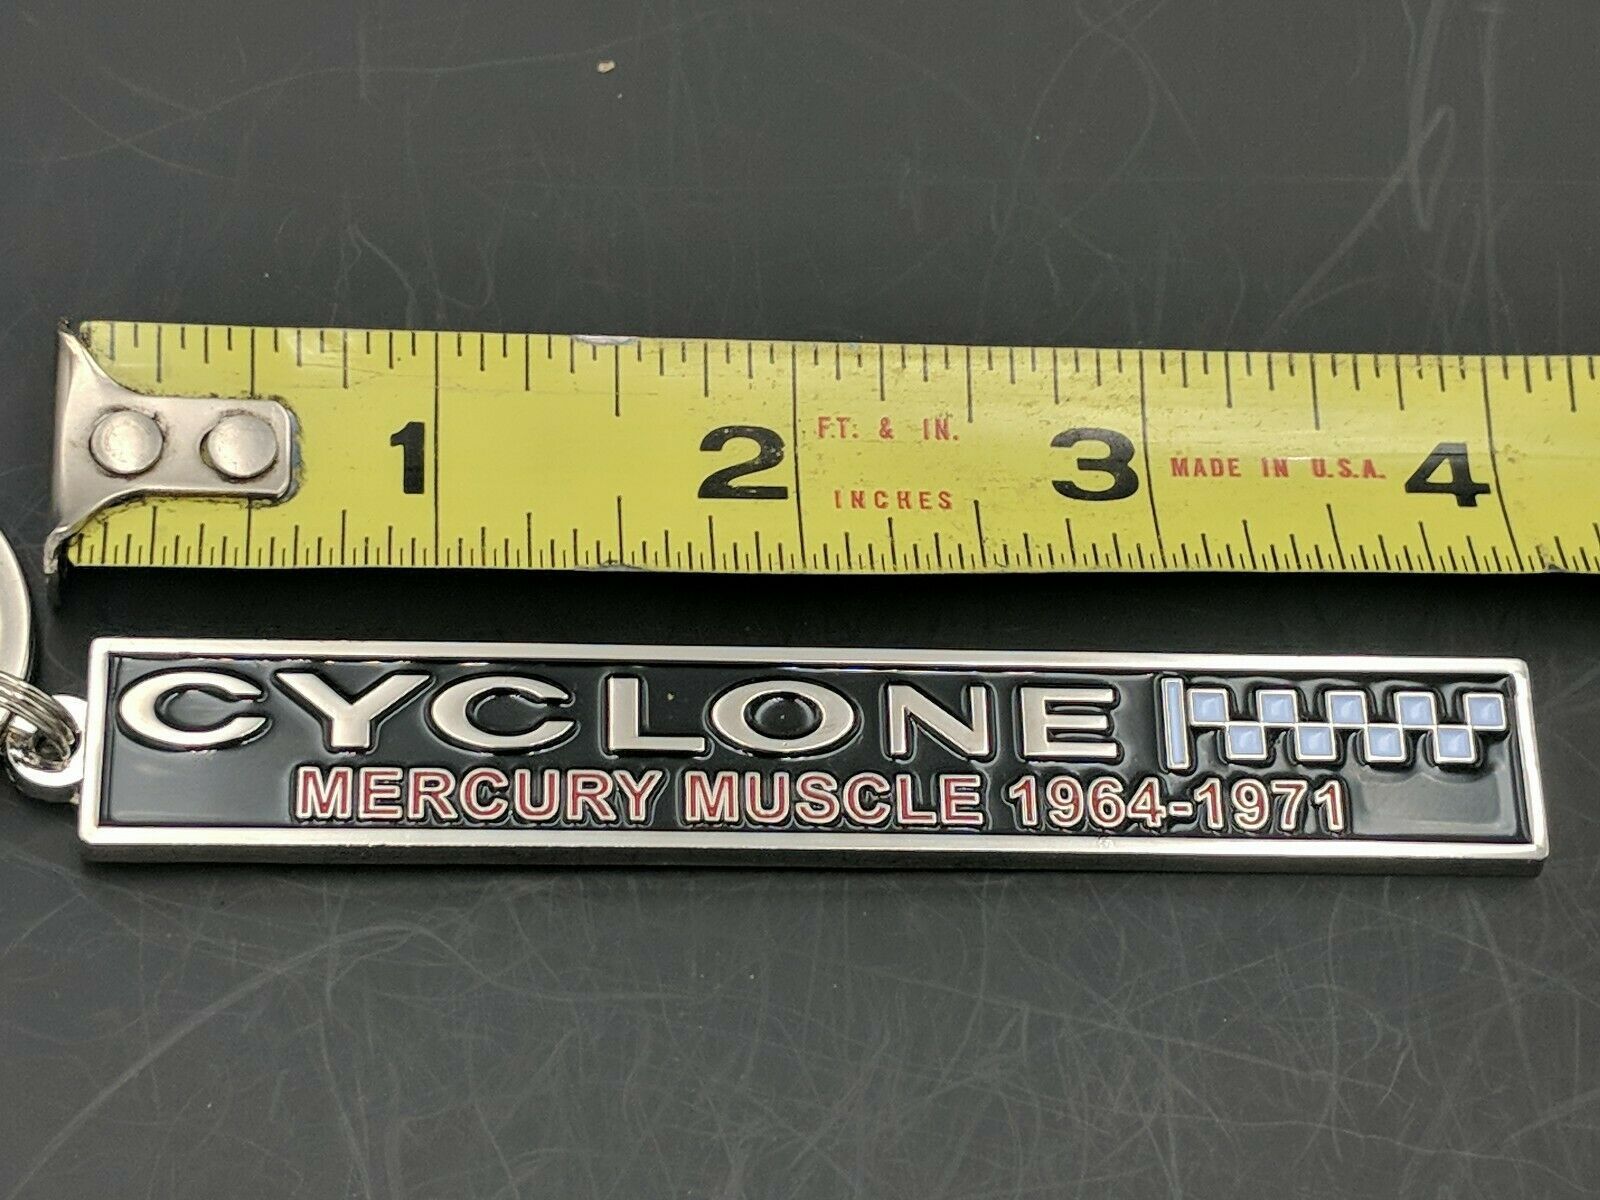 1 2 3 4
FT. & IN.
INCHES
MADE IN U.S.A.
CYCLONE
MERCURY MUSCLE 1964-1971